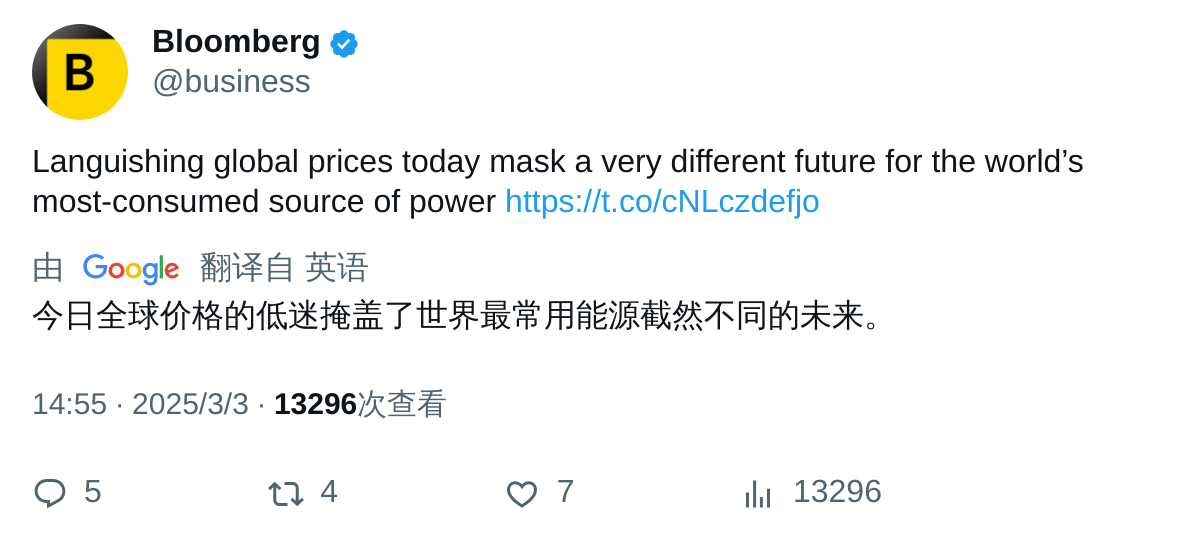 B
Bloomberg
@business
Languishing global prices today mask a very different future for the world’s
most-consumed source of power https://t.co/cNLczdefjo
由 Google 翻译自 英语
今日全球价格的低迷掩盖了世界最常用能源截然不同的未来。
14:55 · 2025/3/3 · 13296次查看
5 4 7 13296